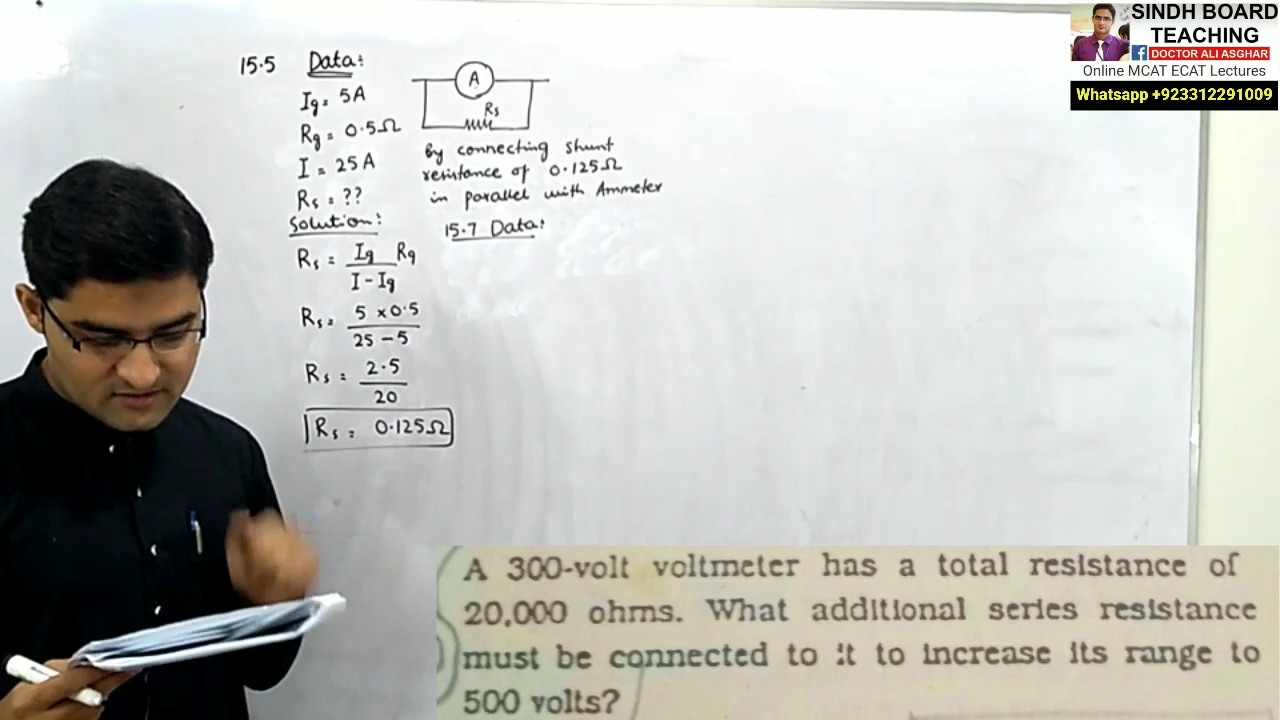 SINDH BOARD
TEACHING
f DOCTOR ALI ASGHAR
Online MCAT ECAT Lectures
Whatsapp +923312291009
15.5 Data:
Ig = 5A
Rg = 0.5Ω
I = 25A
Rs = ??
Solution:
Rs = Ig Rg
I - Ig
Rs = 5 × 0.5
25 - 5
Rs = 2.5
20
Rs = 0.125Ω
A
Rs
By connecting shunt
resistance of 0.125Ω
in parallel with Ammeter
15.7 Data:
A 300-volt voltmeter has a total resistance of
20,000 ohms. What additional series resistance
must be connected to it to increase its range to
500 volts?